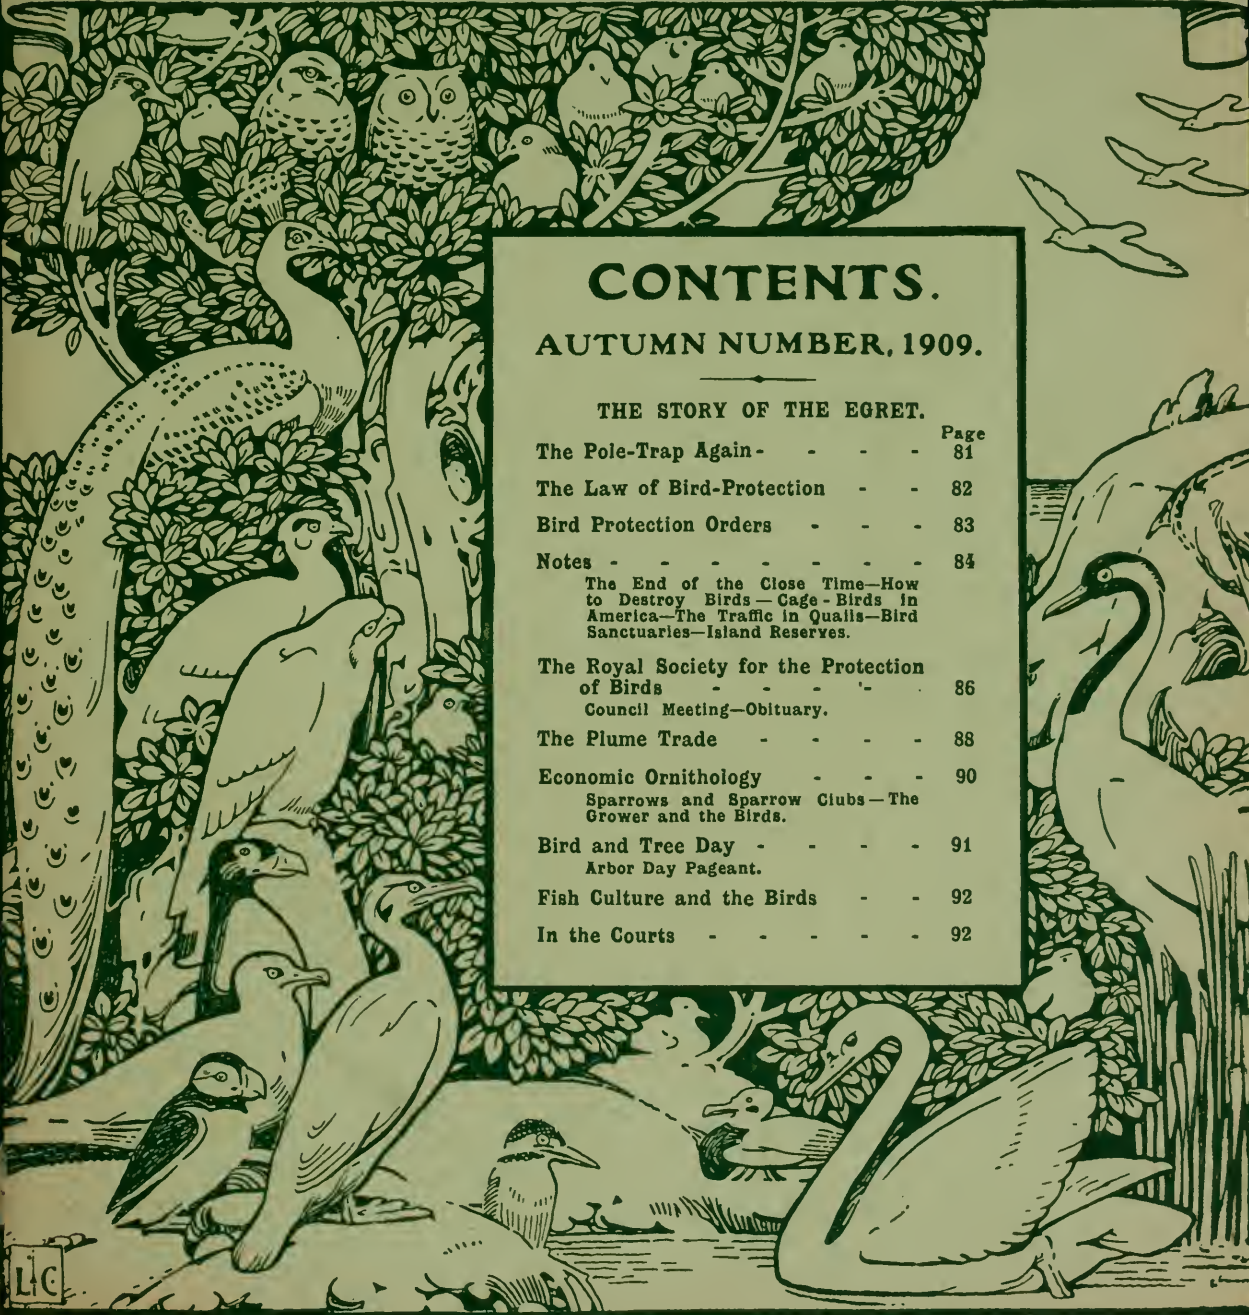 CONTENTS.
AUTUMN NUMBER, 1909.
THE STORY OF THE EGRET.
Page
The Pole-Trap Again - - - - 81
The Law of Bird-Protection - - 82
Bird Protection Orders - - - 83
Notes - - - - - - - 84
The End of the Close Time—How
to Destroy Birds — Cage - Birds in
America—The Traffic in Quails—Bird
Sanctuaries—Island Reserves.
The Royal Society for the Protection
of Birds - - - - 86
Council Meeting—Obituary.
The Plume Trade - - - - 88
Economic Ornithology - - - 90
Sparrows and Sparrow Clubs — The
Grower and the Birds.
Bird and Tree Day - - - - 91
Arbor Day Pageant.
Fish Culture and the Birds - - 92
In the Courts - - - - - 92